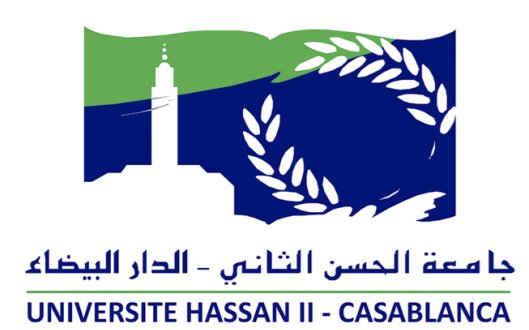 جامعة الحسن الثاني - الدار البيضاء
UNIVERSITE HASSAN II - CASABLANCA